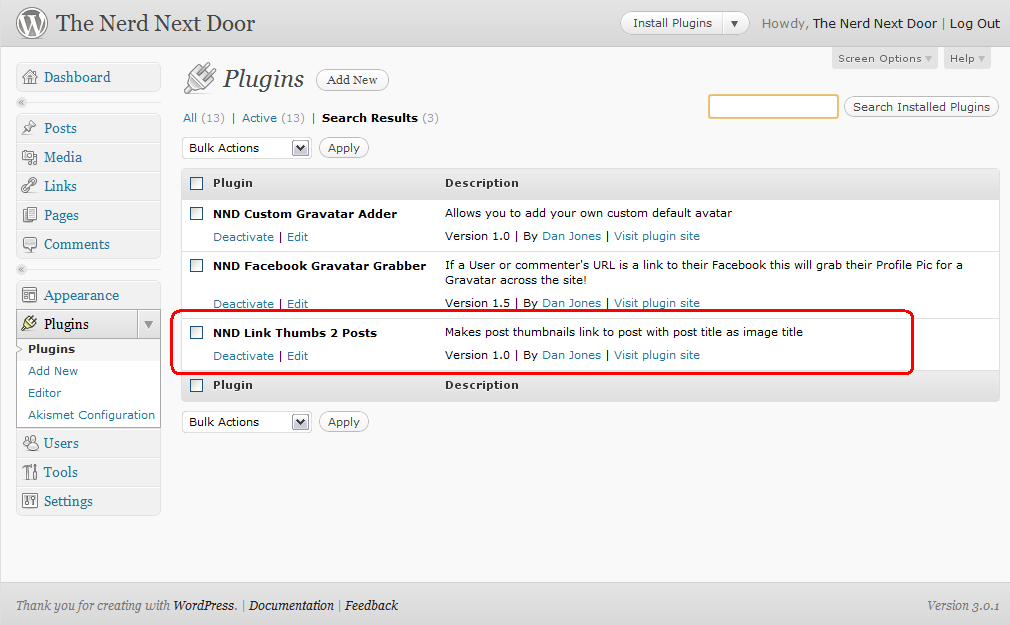 The Nerd Next Door
Install Plugins
Howdy, The Nerd Next Door | Log Out
Screen Options
Help
Dashboard
Posts
Media
Links
Pages
Comments
Appearance
Plugins
Plugins
Add New
Editor
Akismet Configuration
Users
Tools
Settings
Plugins
Add New
Search Installed Plugins
All (13) | Active (13) | Search Results (3)
Bulk Actions
Apply
Plugin Description
NND Custom Gravatar Adder Allows you to add your own custom default avatar
Deactivate | Edit Version 1.0 | By Dan Jones | Visit plugin site
NND Facebook Gravatar Grabber If a User or commenter's URL is a link to their Facebook this will grab their Profile Pic for a
Gravatar across the site!
Deactivate | Edit Version 1.5 | By Dan Jones | Visit plugin site
NND Link Thumbs 2 Posts Makes post thumbnails link to post with post title as image title
Deactivate | Edit Version 1.0 | By Dan Jones | Visit plugin site
Plugin Description
Bulk Actions
Apply
Thank you for creating with WordPress. | Documentation | Feedback
Version 3.0.1